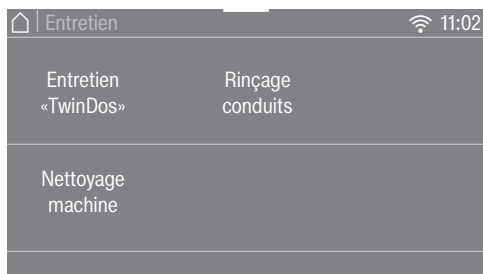 Entretien
11:02
Entretien
«TwinDos»
Rinçage
conduits
Nettoyage
machine